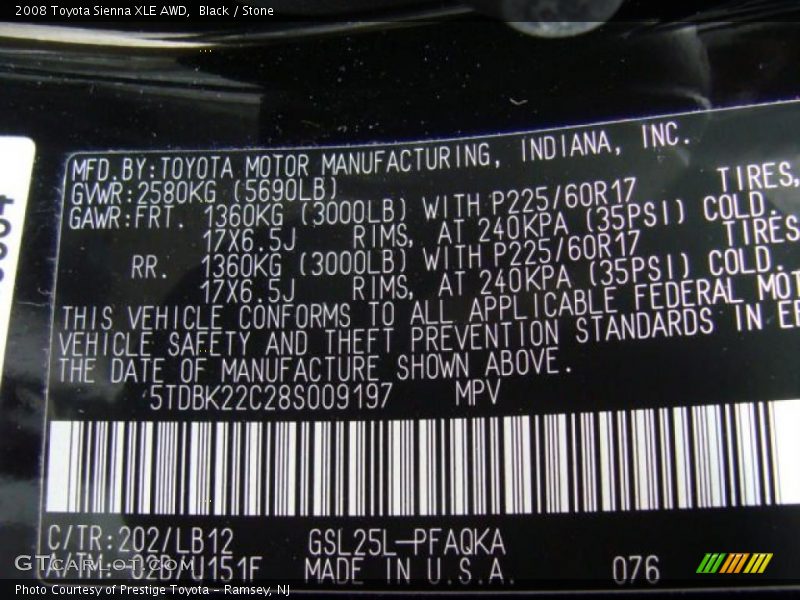 2008 Toyota Sienna XLE AWD,  Black / Stone
MFD.BY:TOYOTA MOTOR MANUFACTURING, INDIANA, INC.
GVWR:2580KG (5690LB)
GAWR:FRT. 1360KG (3000LB) WITH P225/60R17 TIRES,
17X6.5J RIMS, AT 240KPA (35PSI) COLD.
RR. 1360KG (3000LB) WITH P225/60R17 TIRES
17X6.5J RIMS, AT 240KPA (35PSI) COLD.
THIS VEHICLE CONFORMS TO ALL APPLICABLE FEDERAL MOT
VEHICLE SAFETY AND THEFT PREVENTION STANDARDS IN
THE DATE OF MANUFACTURE SHOWN ABOVE.
5TDBK22C28S009197 MPV
C/TR:202/LB12 GSL25L-PFAQKA
A/TM:-02B/U151F MADE IN U.S.A. 076
GTCarLot.com
Photo Courtesy of Prestige Toyota - Ramsey, NJ